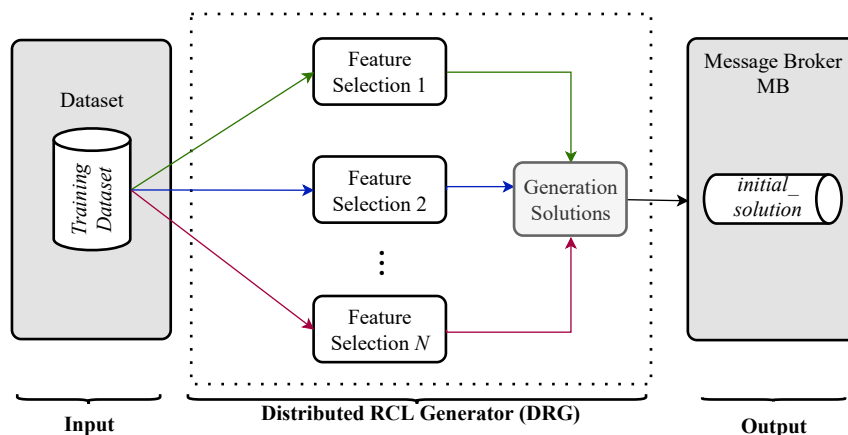 Dataset
Training
Dataset
Feature
Selection 1
Feature
Selection 2
⋮
Feature
Selection N
Generation
Solutions
Message Broker
MB
initial_
solution
Input
Distributed RCL Generator (DRG)
Output